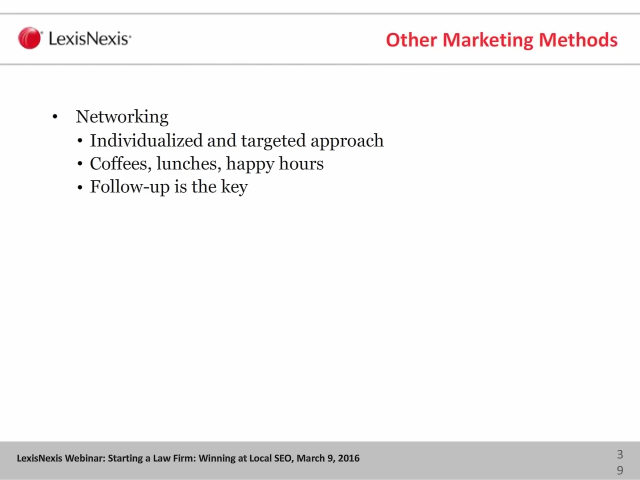 LexisNexis®
Other Marketing Methods
• Networking
• Individualized and targeted approach
• Coffees, lunches, happy hours
• Follow-up is the key
LexisNexis Webinar: Starting a Law Firm: Winning at Local SEO, March 9, 2016
3
9